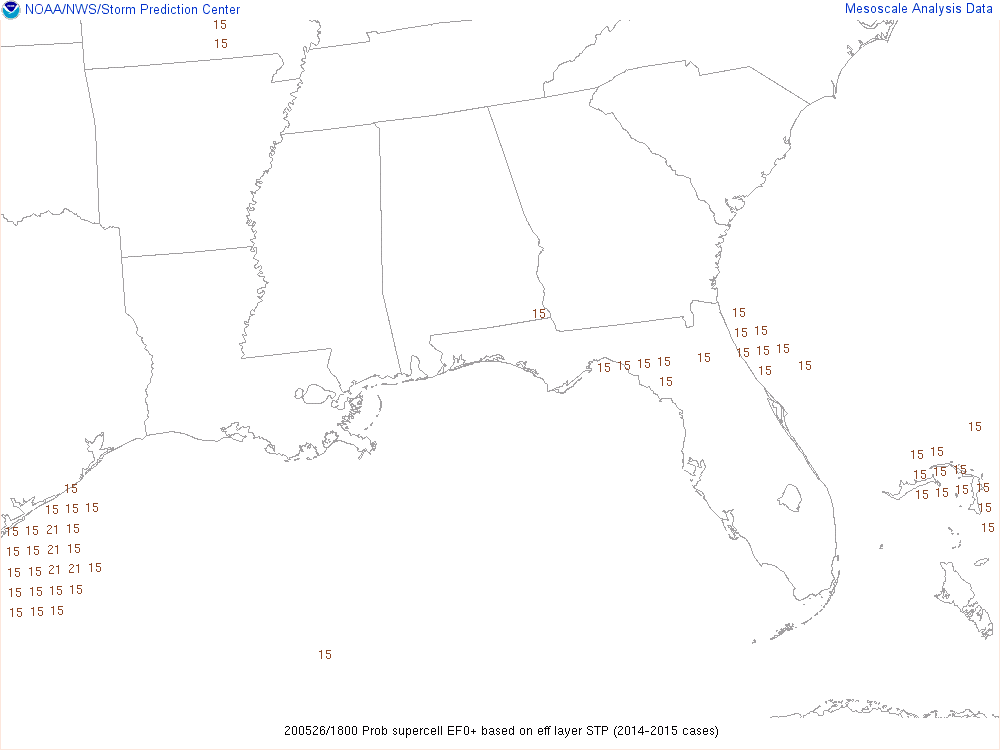 NOAA/NWS/Storm Prediction Center Mesoscale Analysis Data
15
15
15
15
15 15
15 15 15
15 15 15 15 15 15
15 15
15
15 15
15 15 15
15 15 15 15
15
15 15 15 15
15 15 21 15 15
15 15 21 15
15 15 21 21 15
15 15 15 15
15 15 15
15
200526/1800 Prob supercell EF0+ based on eff layer STP (2014-2015 cases)